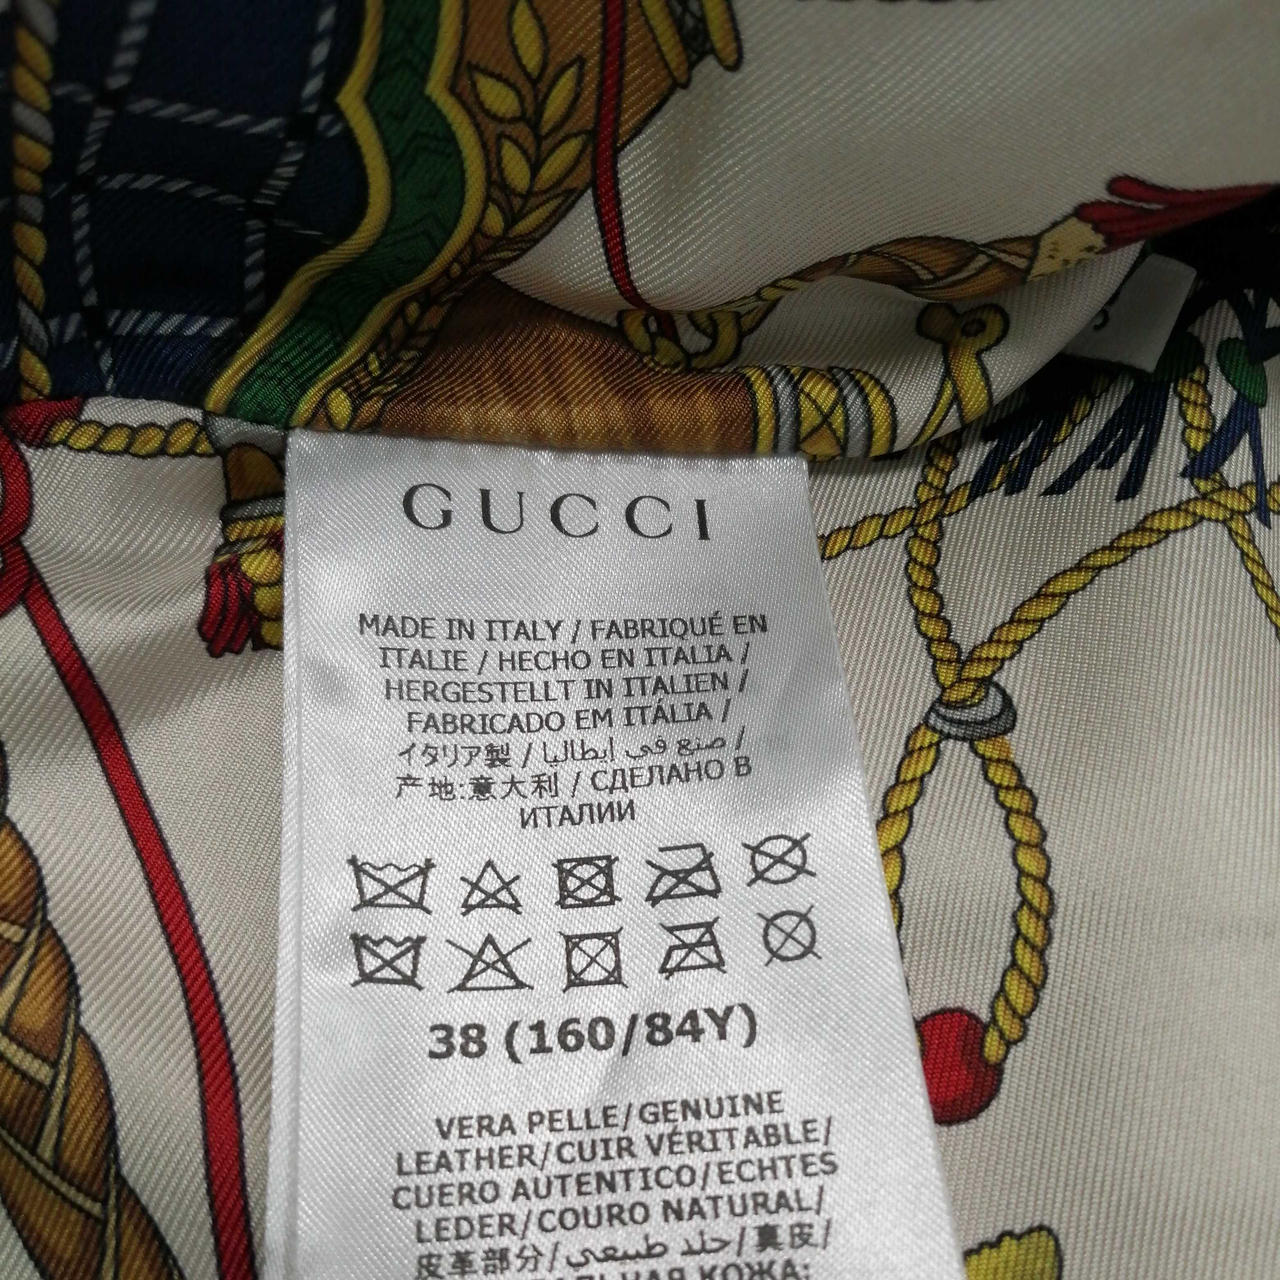 GUCCI
MADE IN ITALY / FABRIQUÉ EN
ITALIE / HECHO EN ITALIA /
HERGESTELLT IN ITALIEN /
FABRICADO EM ITÁLIA /
イタリア製 / صنع في إيطاليا /
产地:意大利 / СДЕЛАНО В
ИТАЛИИ
38 (160/84Y)
VERA PELLE/GENUINE
LEATHER/CUIR VÉRITABLE/
CUERO AUTENTICO/ECHTES
LEDER/COURO NATURAL/
皮革部分/جلد طبيعي/真皮/
КОЖА: